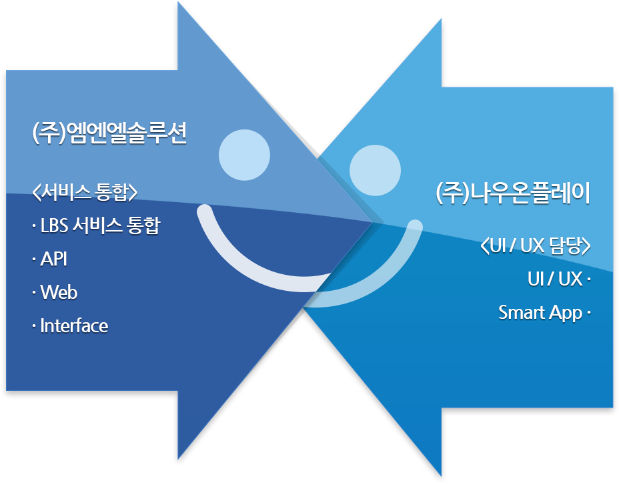 (주)엠엔엘솔루션
<서비스 통합>
· LBS 서비스 통합
· API
· Web
· Interface
(주)나우온플레이
<UI / UX 담당>
UI / UX ·
Smart App ·